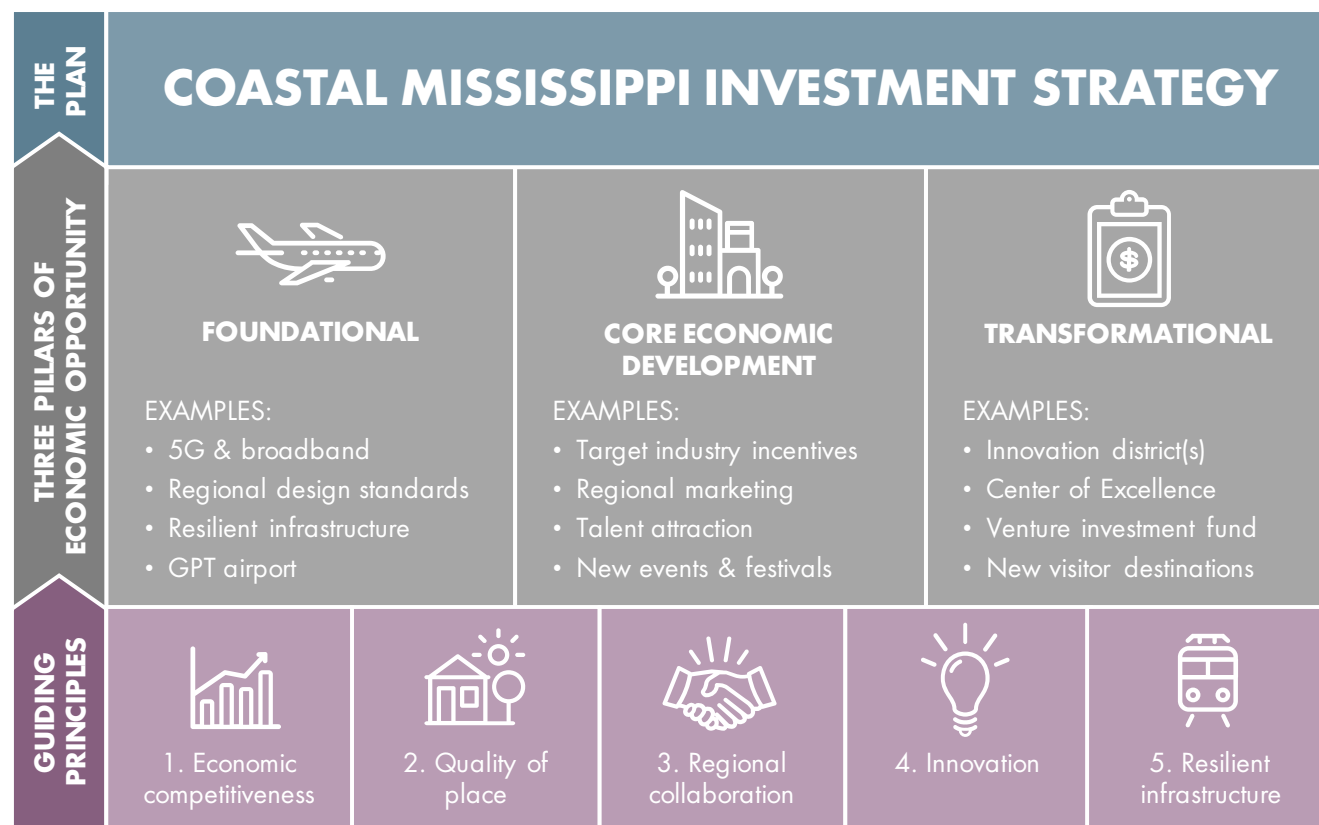 THE
PLAN
COASTAL MISSISSIPPI INVESTMENT STRATEGY
THREE PILLARS OF
ECONOMIC OPPORTUNITY
FOUNDATIONAL
EXAMPLES:
• 5G & broadband
• Regional design standards
• Resilient infrastructure
• GPT airport
CORE ECONOMIC
DEVELOPMENT
EXAMPLES:
• Target industry incentives
• Regional marketing
• Talent attraction
• New events & festivals
$
TRANSFORMATIONAL
EXAMPLES:
• Innovation district(s)
• Center of Excellence
• Venture investment fund
• New visitor destinations
GUIDING
PRINCIPLES
1. Economic
competitiveness
2. Quality of
place
3. Regional
collaboration
4. Innovation
5. Resilient
infrastructure